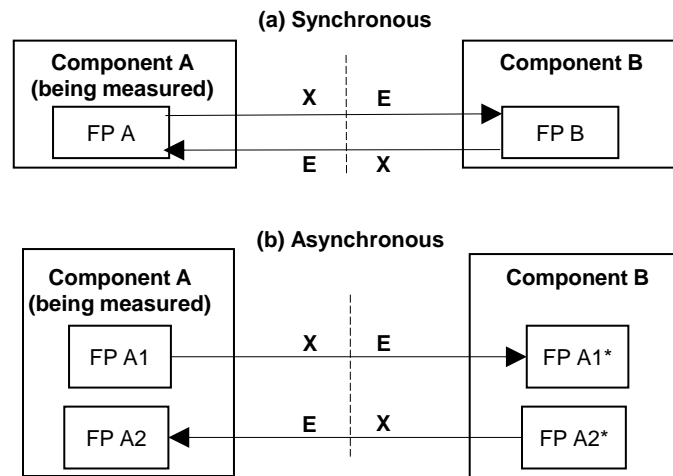 (a) Synchronous
Component A
(being measured)
Component B
X E
FP A
FP B
E X
(b) Asynchronous
Component A
(being measured)
Component B
X E
FP A1
FP A1*
E X
FP A2
FP A2*